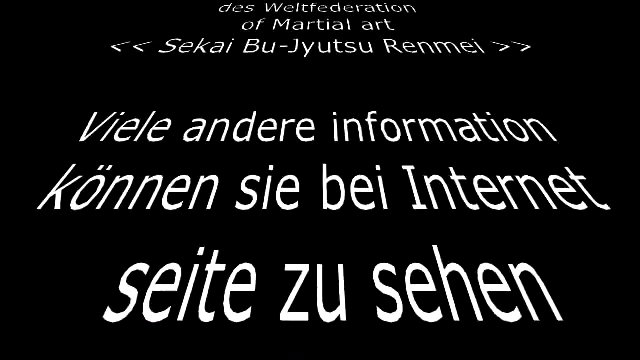 des Weltfederation
of Martial art
<< Sekai Bu-Jyutsu Renmei >>
Viele andere information
können sie bei Internet
seite zu sehen